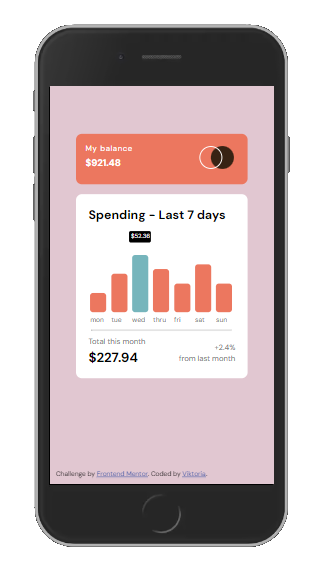 My balance
$921.48
Spending - Last 7 days
$52.36
mon tue wed thru fri sat sun
Total this month
$227.94
+2.4%
from last month
Challenge by Frontend Mentor. Coded by Viktoria.